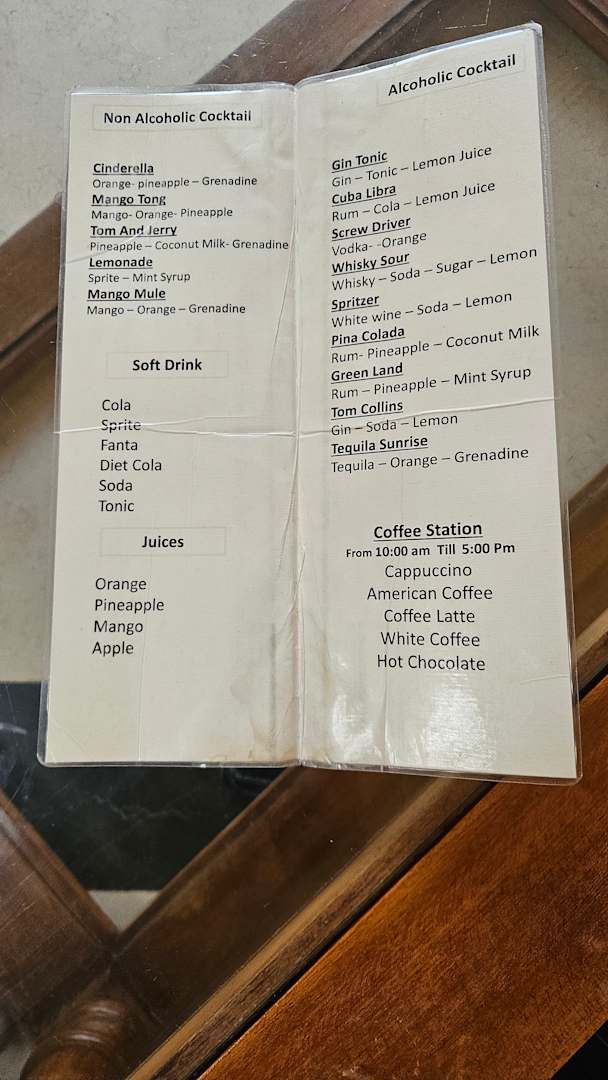 Non Alcoholic Cocktail
Cinderella
Orange- pineapple – Grenadine
Mango Tong
Mango- Orange- Pineapple
Tom And Jerry
Pineapple – Coconut Milk- Grenadine
Lemonade
Sprite – Mint Syrup
Mango Mule
Mango – Orange – Grenadine
Soft Drink
Cola
Sprite
Fanta
Diet Cola
Soda
Tonic
Juices
Orange
Pineapple
Mango
Apple
Alcoholic Cocktail
Gin Tonic
Gin – Tonic – Lemon Juice
Cuba Libra
Rum – Cola – Lemon Juice
Screw Driver
Vodka- -Orange
Whisky Sour
Whisky – Soda – Sugar – Lemon
Spritzer
White wine – Soda – Lemon
Pina Colada
Rum- Pineapple – Coconut Milk
Green Land
Rum – Pineapple – Mint Syrup
Tom Collins
Gin – Soda – Lemon
Tequila Sunrise
Tequila – Orange – Grenadine
Coffee Station
From 10:00 am Till 5:00 Pm
Cappuccino
American Coffee
Coffee Latte
White Coffee
Hot Chocolate